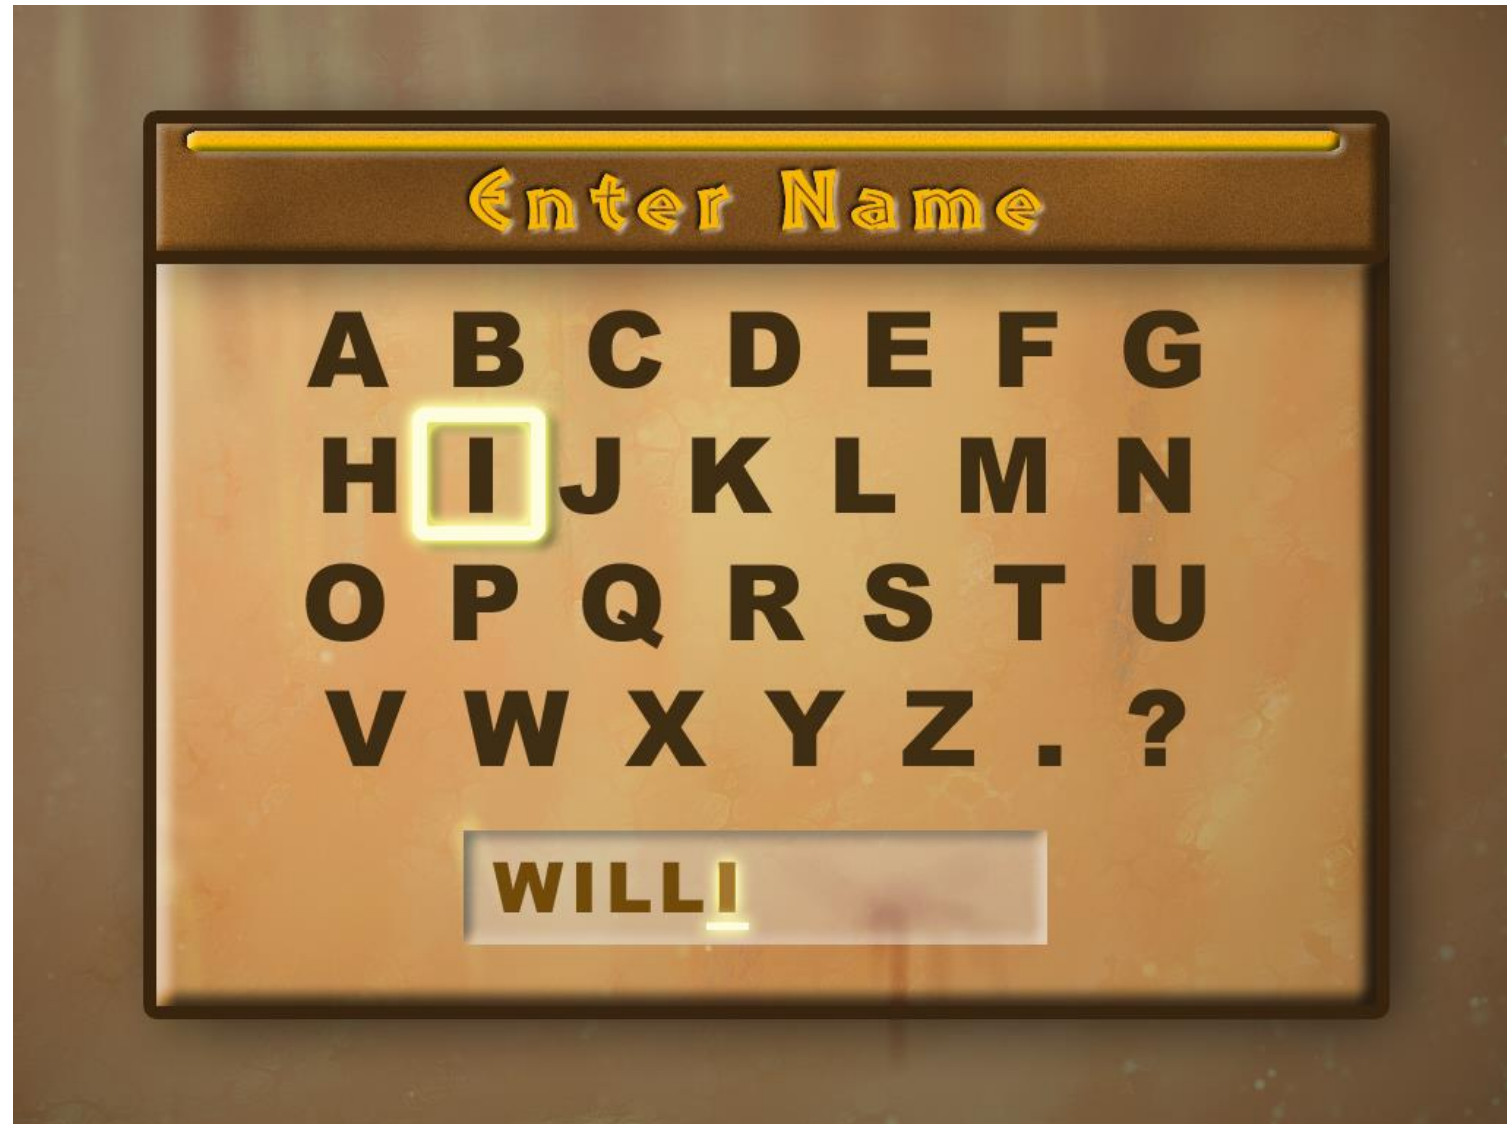 Enter Name
A B C D E F G
H I J K L M N
O P Q R S T U
V W X Y Z . ?
WILLI